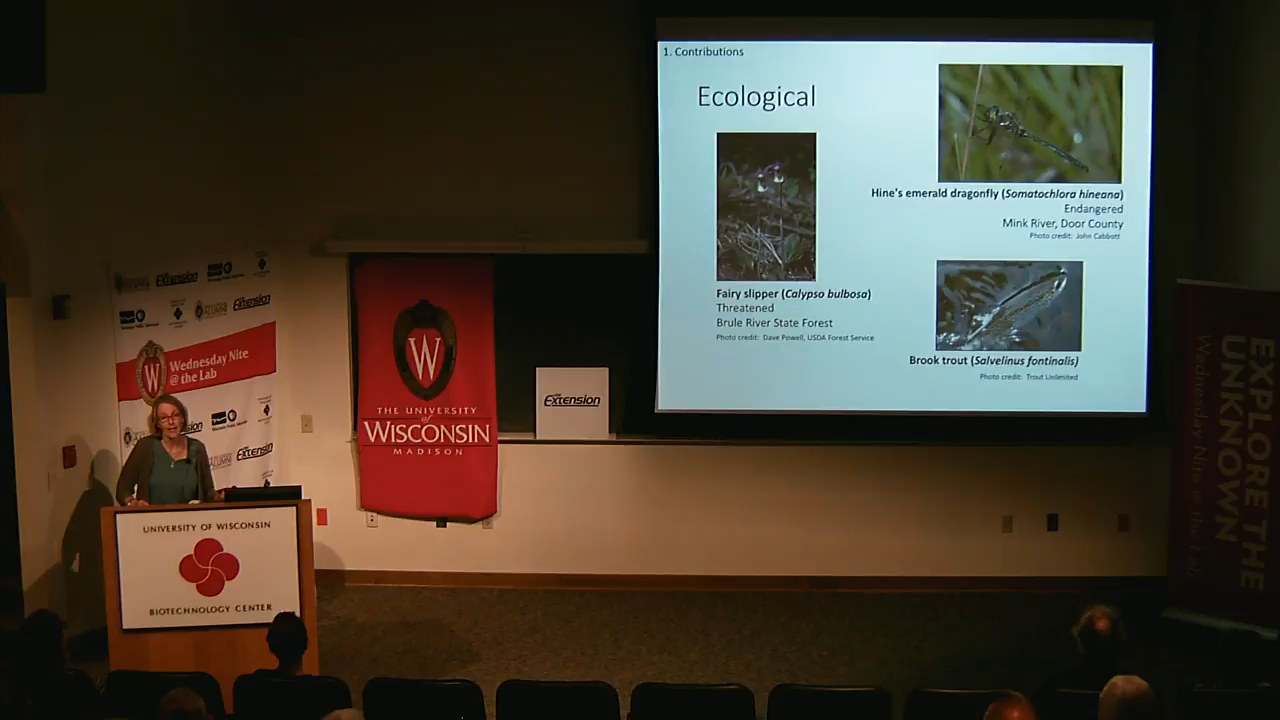 1. Contributions
Ecological
Hine's emerald dragonfly (Somatochlora hineana)
Endangered
Mink River, Door County
Photo credit: John Cabbott
Fairy slipper (Calypso bulbosa)
Threatened
Brule River State Forest
Photo credit: Dave Powell, USDA Forest Service
Brook trout (Salvelinus fontinalis)
Photo credit: Trout Unlimited
Extension
Extension
Wednesday Nite
@ the Lab
Extension
W
THE UNIVERSITY
of
WISCONSIN
MADISON
Extension
UNIVERSITY OF WISCONSIN
BIOTECHNOLOGY CENTER
EXPLORE THE
UNKNOWN
Wednesday Nite @ the Lab